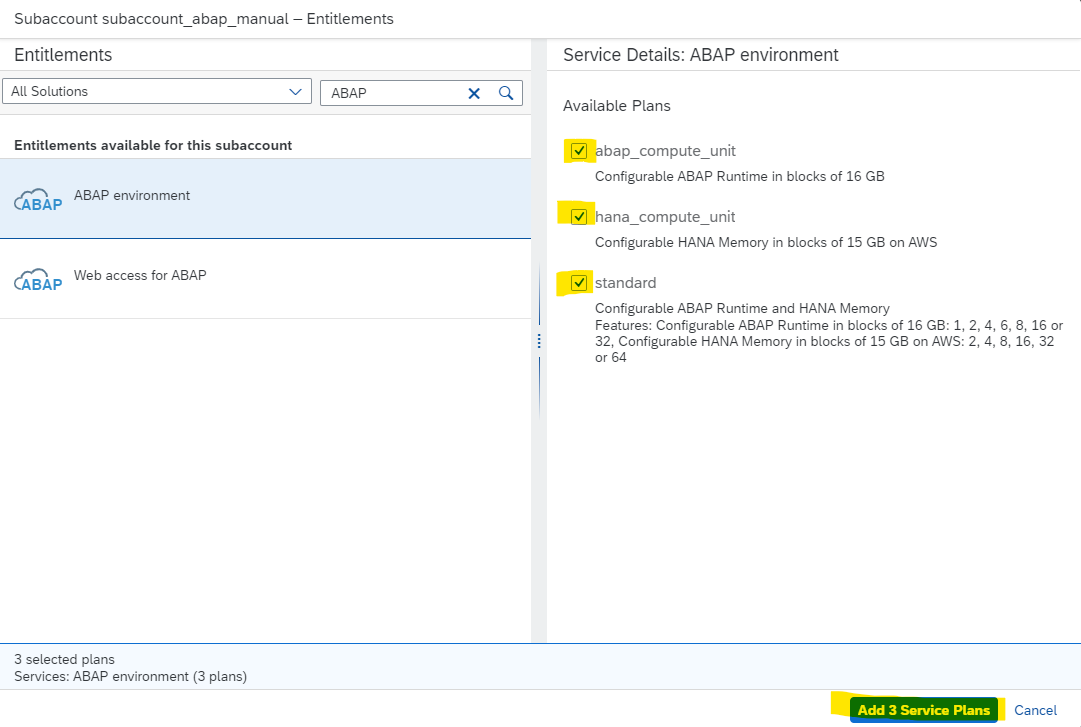 Subaccount subaccount_abap_manual – Entitlements
Entitlements
All Solutions
ABAP
Entitlements available for this subaccount
ABAP
ABAP environment
ABAP
Web access for ABAP
Service Details: ABAP environment
Available Plans
abap_compute_unit
Configurable ABAP Runtime in blocks of 16 GB
hana_compute_unit
Configurable HANA Memory in blocks of 15 GB on AWS
standard
Configurable ABAP Runtime and HANA Memory
Features: Configurable ABAP Runtime in blocks of 16 GB: 1, 2, 4, 6, 8, 16 or
32, Configurable HANA Memory in blocks of 15 GB on AWS: 2, 4, 8, 16, 32
or 64
3 selected plans
Services: ABAP environment (3 plans)
Add 3 Service Plans
Cancel